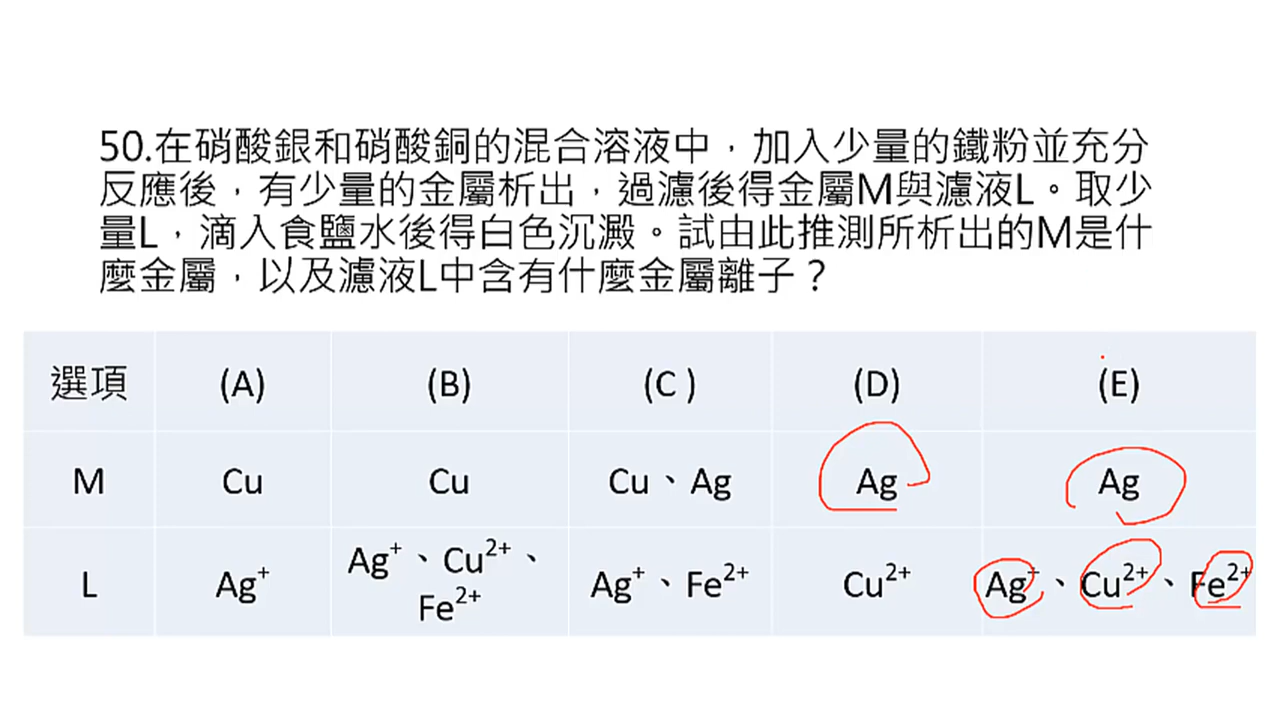 50.在硝酸銀和硝酸銅的混合溶液中，加入少量的鐵粉並充分
反應後，有少量的金屬析出，過濾後得金屬M與濾液L。取少
量L，滴入食鹽水後得白色沉澱。試由此推測所析出的M是什
麼金屬，以及濾液L中含有什麼金屬離子？
選項 (A) (B) (C ) (D) (E)
M Cu Cu Cu、Ag Ag Ag
L Ag⁺ Ag⁺、Cu²⁺、Fe²⁺ Ag⁺、Fe²⁺ Cu²⁺ Ag⁺、Cu²⁺、Fe²⁺